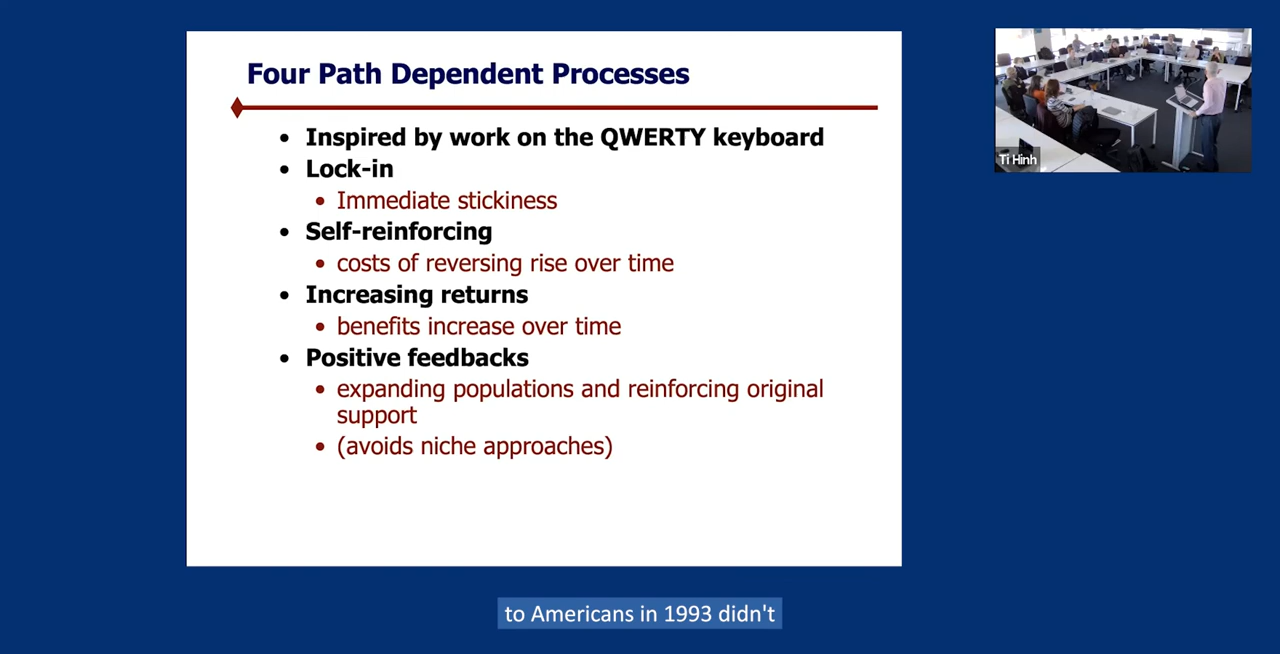 Four Path Dependent Processes
• Inspired by work on the QWERTY keyboard
• Lock-in
• Immediate stickiness
• Self-reinforcing
• costs of reversing rise over time
• Increasing returns
• benefits increase over time
• Positive feedbacks
• expanding populations and reinforcing original
support
• (avoids niche approaches)
Ti Hinh
to Americans in 1993 didn't